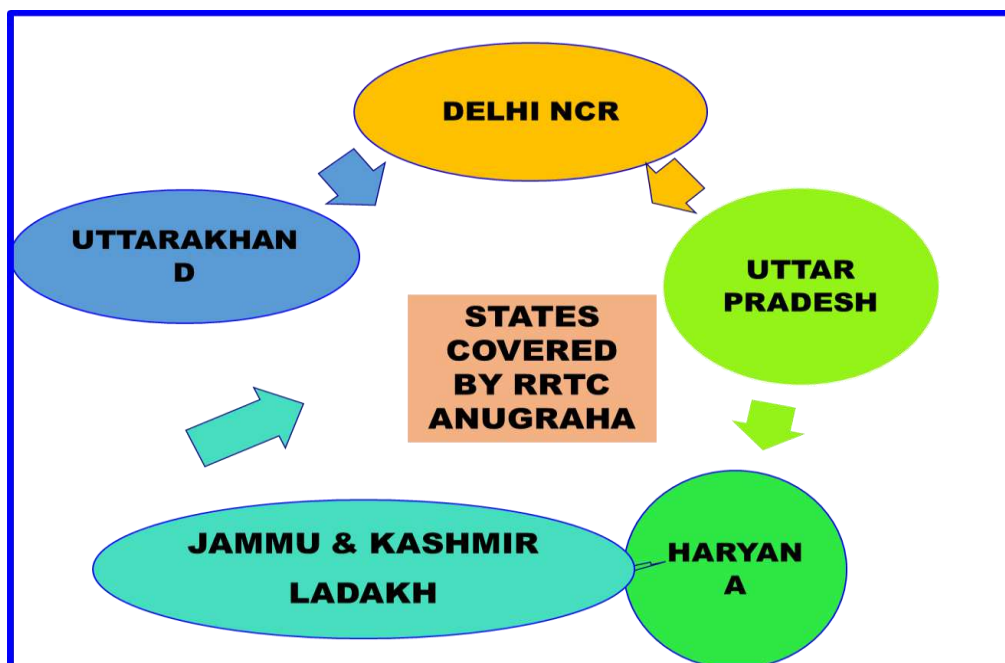 DELHI NCR
UTTARAKHAN
D
UTTAR
PRADESH
STATES
COVERED
BY RRTC
ANUGRAHA
JAMMU & KASHMIR
LADAKH
HARYAN
A